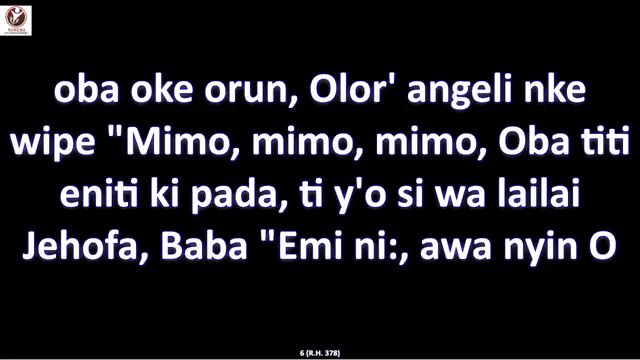 oba oke orun, Olor' angeli nke
wipe "Mimo, mimo, mimo, Oba titi
eniti ki pada, ti y'o si wa lailai
Jehofa, Baba "Emi ni:, awa nyin O
6 (R.H. 378)